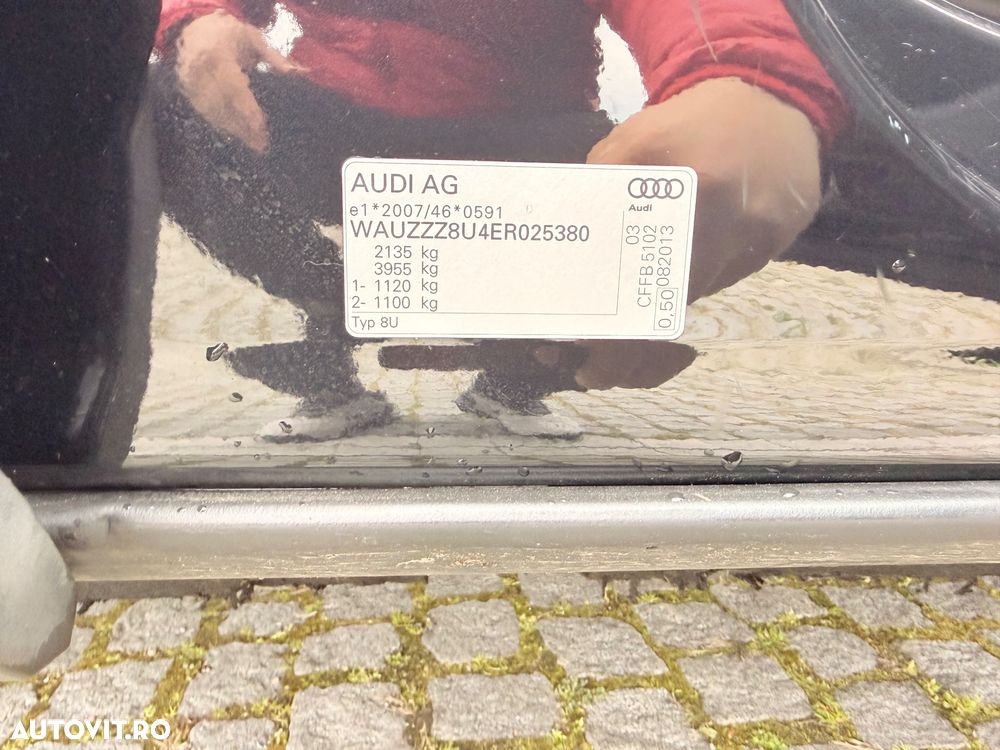 AUDI AG
Audi
e1*2007/46*0591
WAUZZZ8U4ER025380
2135 kg
3955 kg
1- 1120 kg
2- 1100 kg
Typ 8U
03
CFFB 5102
0,50 082013
AUTOVIT.RO